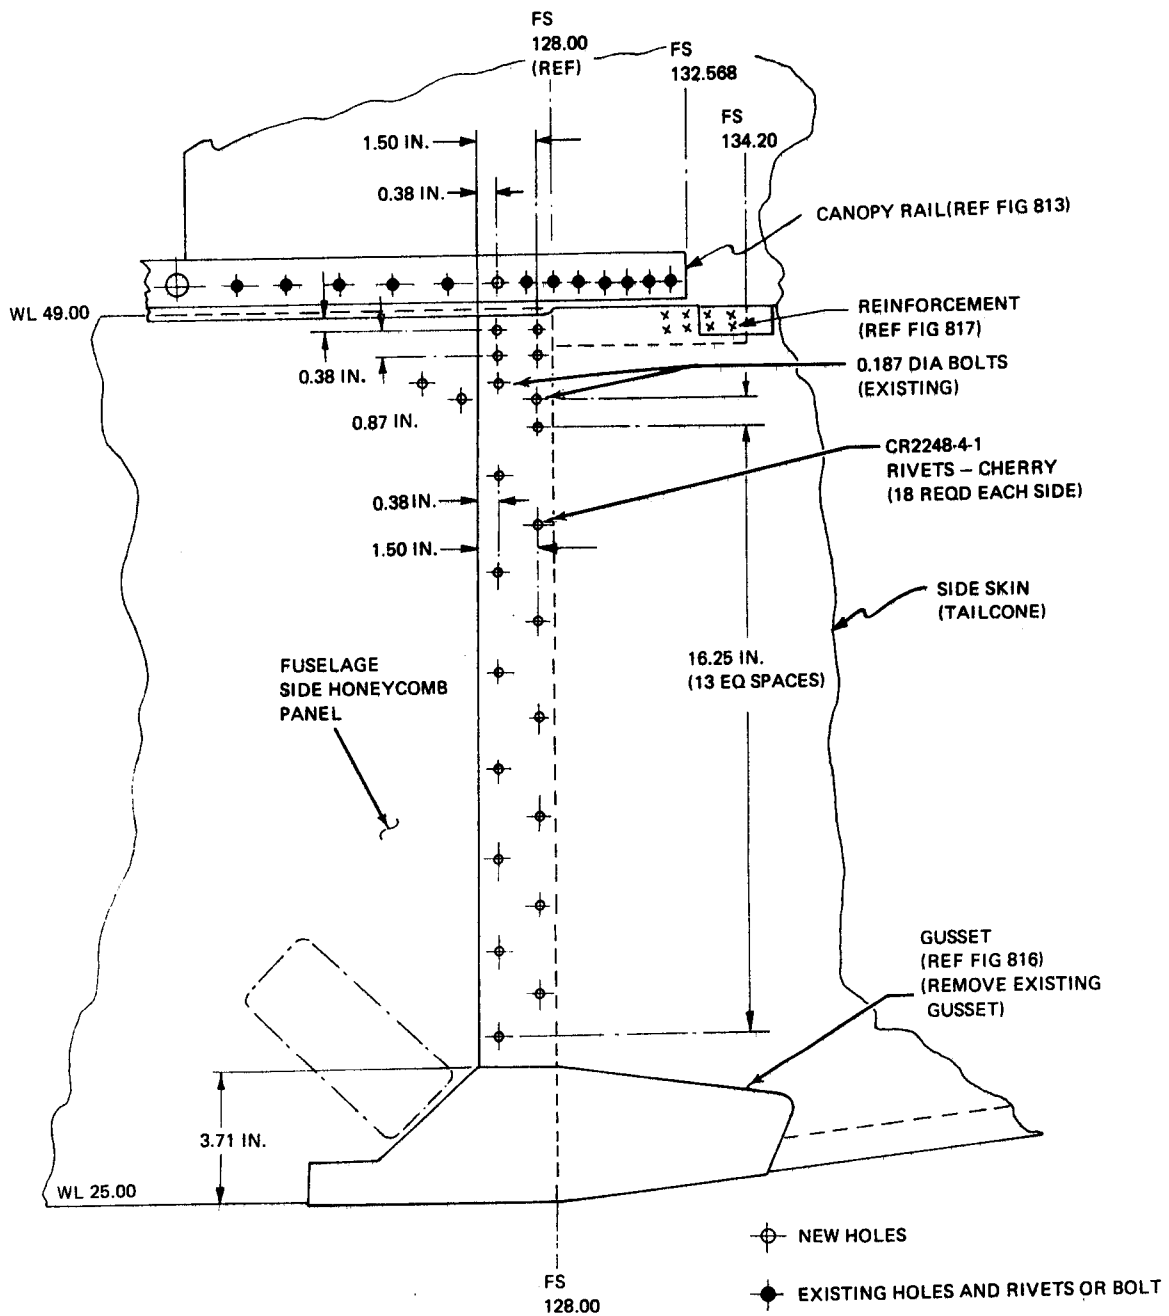 FS
128.00
(REF)
FS
132.568
FS
134.20
1.50 IN.
0.38 IN.
CANOPY RAIL(REF FIG 813)
WL 49.00
REINFORCEMENT
(REF FIG 817)
0.38 IN.
0.187 DIA BOLTS
(EXISTING)
0.87 IN.
CR2248-4-1
RIVETS – CHERRY
(18 REQD EACH SIDE)
0.38 IN.
1.50 IN.
SIDE SKIN
(TAILCONE)
16.25 IN.
(13 EQ SPACES)
FUSELAGE
SIDE HONEYCOMB
PANEL
GUSSET
(REF FIG 816)
(REMOVE EXISTING
GUSSET)
3.71 IN.
WL 25.00
NEW HOLES
FS
128.00
EXISTING HOLES AND RIVETS OR BOLT